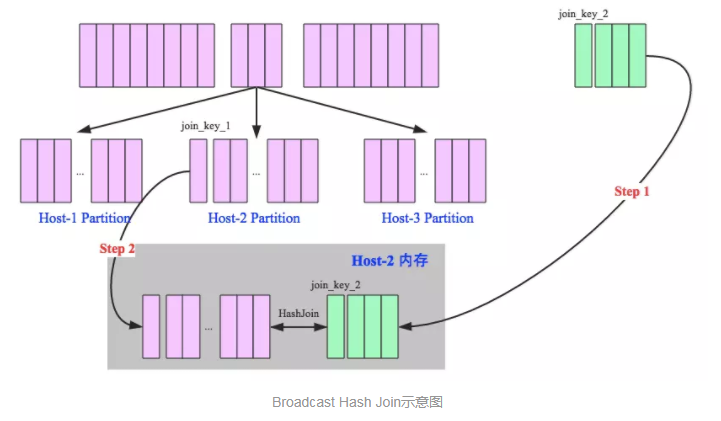 join_key_2
join_key_1
...
...
...
Host-1 Partition
Host-2 Partition
Host-3 Partition
Step 1
Step 2
Host-2 内存
join_key_2
HashJoin
...
Broadcast Hash Join示意图